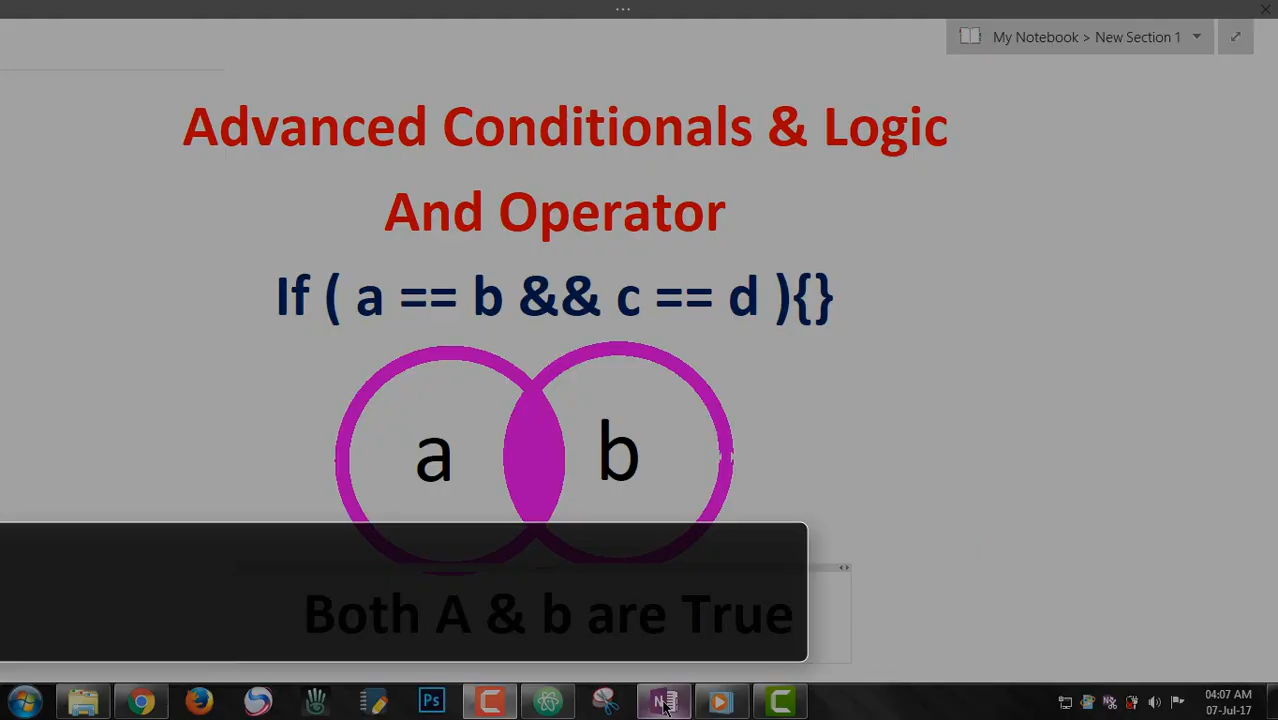 ...
My Notebook > New Section 1
Advanced Conditionals & Logic
And Operator
If ( a == b && c == d ){}
a b
Both A & b are True
Ps
N
04:07 AM
07-Jul-17